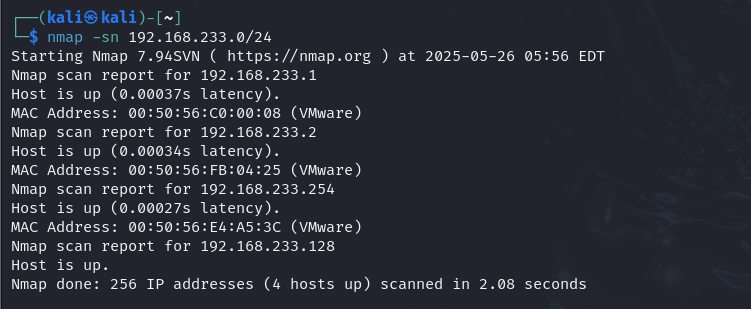 ┌──(kali㉿kali)-[~]
└─$ nmap -sn 192.168.233.0/24
Starting Nmap 7.94SVN ( https://nmap.org ) at 2025-05-26 05:56 EDT
Nmap scan report for 192.168.233.1
Host is up (0.00037s latency).
MAC Address: 00:50:56:C0:00:08 (VMware)
Nmap scan report for 192.168.233.2
Host is up (0.00034s latency).
MAC Address: 00:50:56:FB:04:25 (VMware)
Nmap scan report for 192.168.233.254
Host is up (0.00027s latency).
MAC Address: 00:50:56:E4:A5:3C (VMware)
Nmap scan report for 192.168.233.128
Host is up.
Nmap done: 256 IP addresses (4 hosts up) scanned in 2.08 seconds